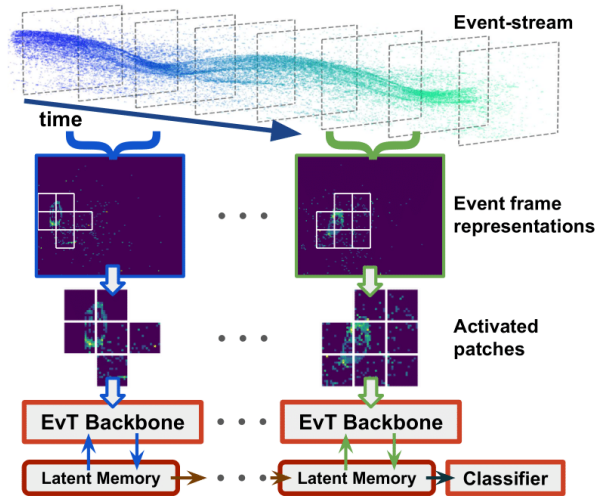 Event-stream
time
Event frame
representations
Activated
patches
EvT Backbone
EvT Backbone
Latent Memory
Latent Memory
Classifier